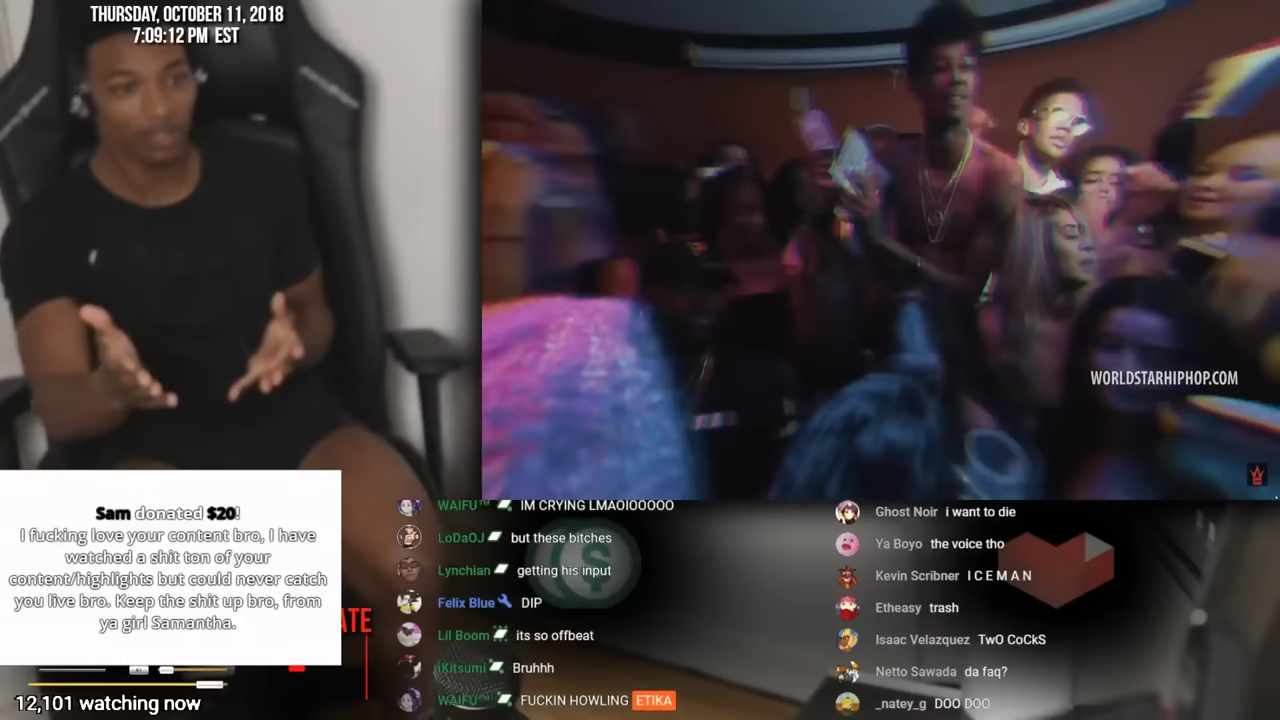 THURSDAY, OCTOBER 11, 2018
7:09:12 PM EST
WORLDSTARHIPHOP.COM
Sam donated $20!
I fucking love your content bro, I have
watched a shit ton of your
content/highlights but could never catch
you live bro. Keep the shit up bro, from
ya girl Samantha.
ATE
12,101 watching now
WAIFU™ IM CRYING LMAOIOOOOO
LoDaOJ but these bitches
Lynchian getting his input
Felix Blue DIP
Lil Boom its so offbeat
iKitsumi Bruhhh
WAIFU™ FUCKIN HOWLING ETIKA
Ghost Noir i want to die
Ya Boyo the voice tho
Kevin Scribner I C E M A N
Etheasy trash
Isaac Velazquez TwO CoCkS
Netto Sawada da faq?
_natey_g DOO DOO